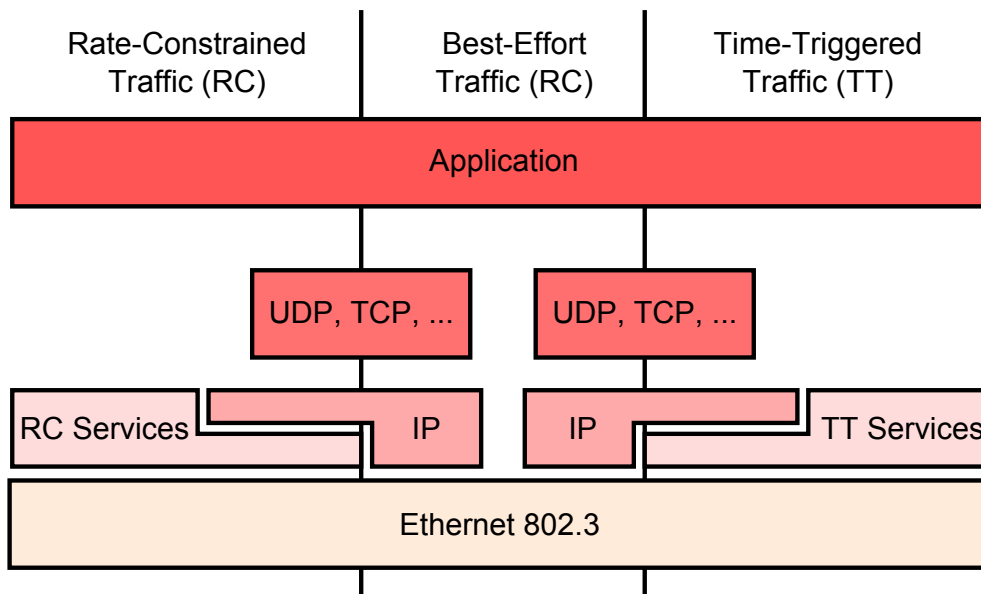 Rate-Constrained
Traffic (RC)
Best-Effort
Traffic (RC)
Time-Triggered
Traffic (TT)
Application
UDP, TCP, ...
UDP, TCP, ...
RC Services
IP
IP
TT Services
Ethernet 802.3